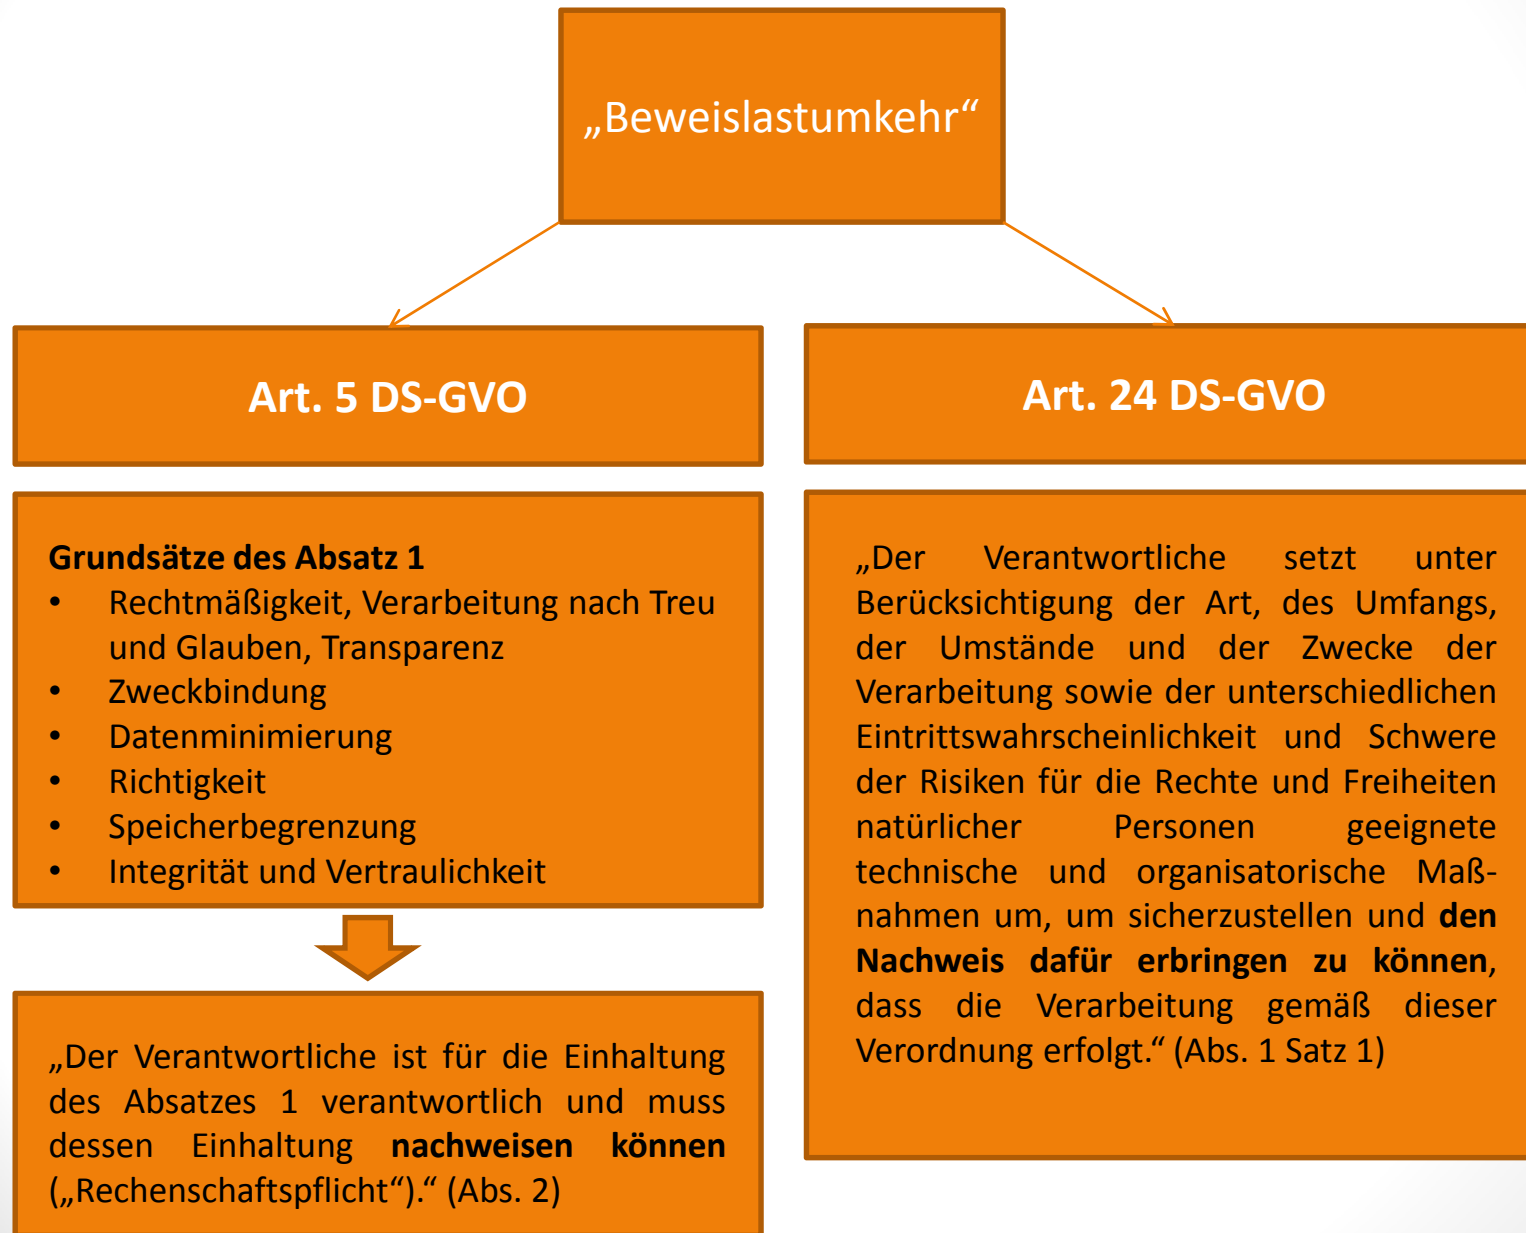 „Beweislastumkehr“
Art. 5 DS-GVO
Grundsätze des Absatz 1
• Rechtmäßigkeit, Verarbeitung nach Treu
und Glauben, Transparenz
• Zweckbindung
• Datenminimierung
• Richtigkeit
• Speicherbegrenzung
• Integrität und Vertraulichkeit
„Der Verantwortliche ist für die Einhaltung
des Absatzes 1 verantwortlich und muss
dessen Einhaltung nachweisen können
(„Rechenschaftspflicht“).“ (Abs. 2)
Art. 24 DS-GVO
„Der Verantwortliche setzt unter
Berücksichtigung der Art, des Umfangs,
der Umstände und der Zwecke der
Verarbeitung sowie der unterschiedlichen
Eintrittswahrscheinlichkeit und Schwere
der Risiken für die Rechte und Freiheiten
natürlicher Personen geeignete
technische und organisatorische Maß-
nahmen um, um sicherzustellen und den
Nachweis dafür erbringen zu können,
dass die Verarbeitung gemäß dieser
Verordnung erfolgt.“ (Abs. 1 Satz 1)